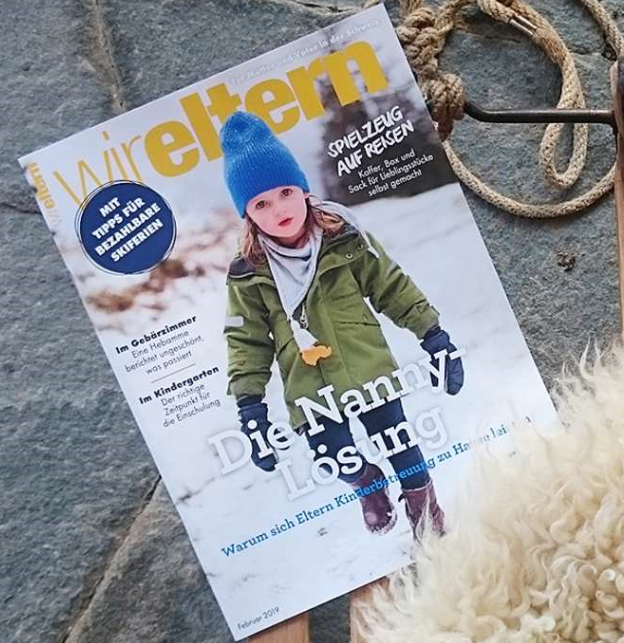 Für Mütter und Väter in der Schweiz
wireltern
wireltern
MIT
TIPPS FÜR
BEZAHLBARE
SKIFERIEN
SPIELZEUG
AUF REISEN
Koffer, Box und
Sack für Lieblingsstücke
selbst gemacht
Im Gebärzimmer
Eine Hebamme
berichtet ungeschönt,
was passiert
Im Kindergarten
Der richtige
Zeitpunkt für
die Einschulung
Die Nanny-
Lösung
Warum sich Eltern Kinderbetreuung zu Hause leisten
Februar 2019